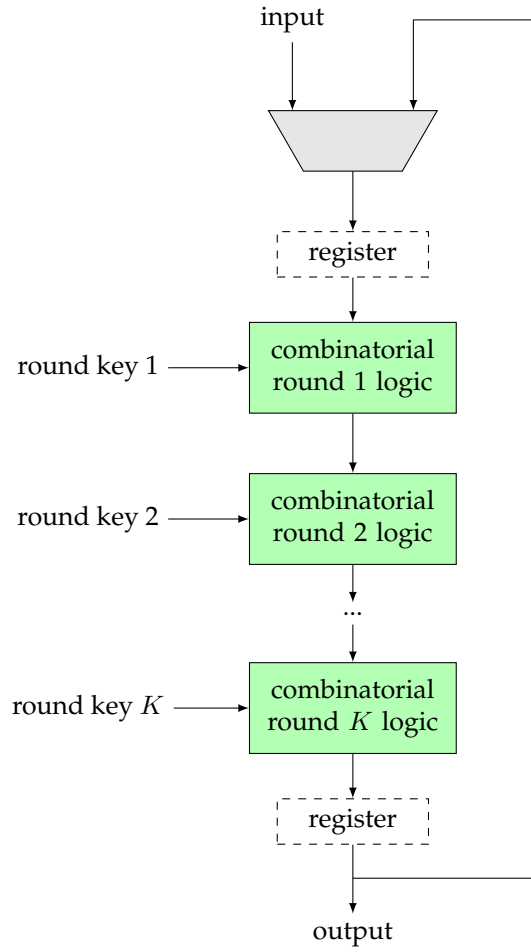 input
register
round key 1
combinatorial
round 1 logic
round key 2
combinatorial
round 2 logic
...
round key K
combinatorial
round K logic
register
output